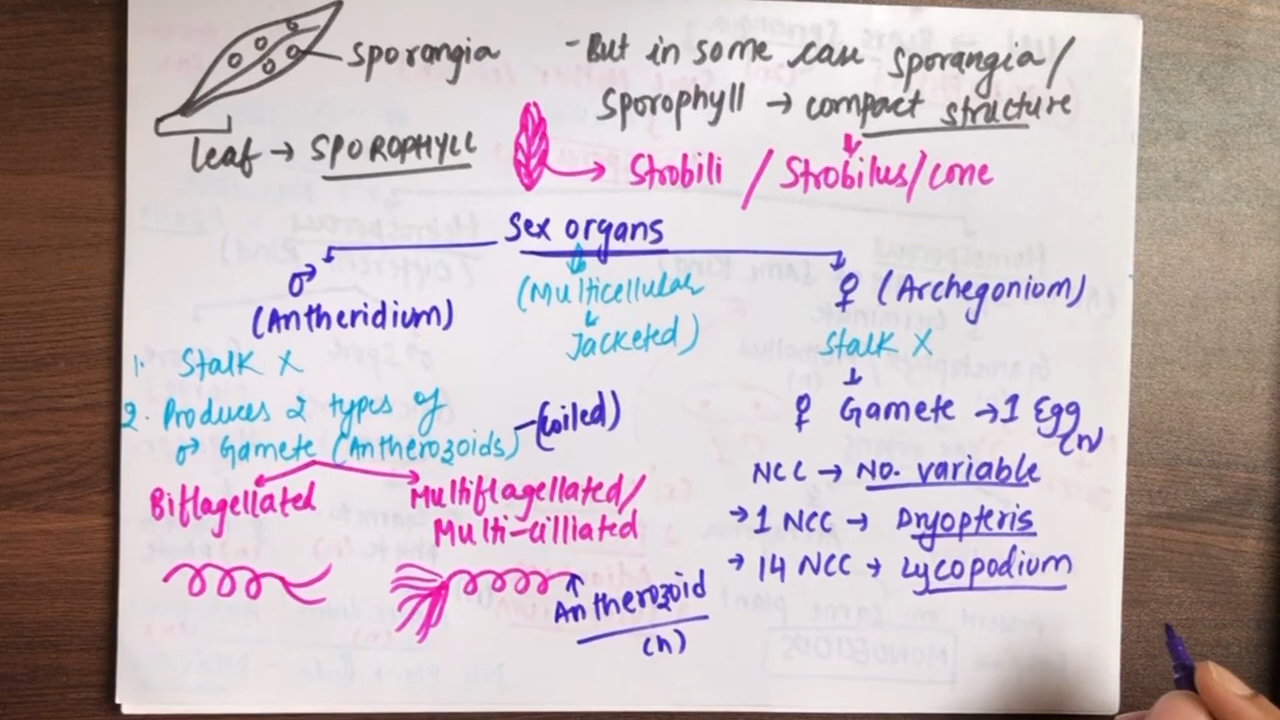 sporangia
leaf → SPOROPHYLL
- But in some case sporangia/
Sporophyll → compact structure
Strobili / Strobilus/cone
Sex organs
♂
(Antheridium)
(Multicellular
Jacketed)
♀ (Archegonium)
1. Stalk X
2. Produces 2 types of
♂ Gamete (Antherozoids) - (coiled)
Biflagellated
Multiflagellated/
Multi-cilliated
Antherozoid
(n)
Stalk X
♀ Gamete → 1 Egg
(n)
NCC → No. variable
→ 1 NCC → Dryopteris
→ 14 NCC → Lycopodium